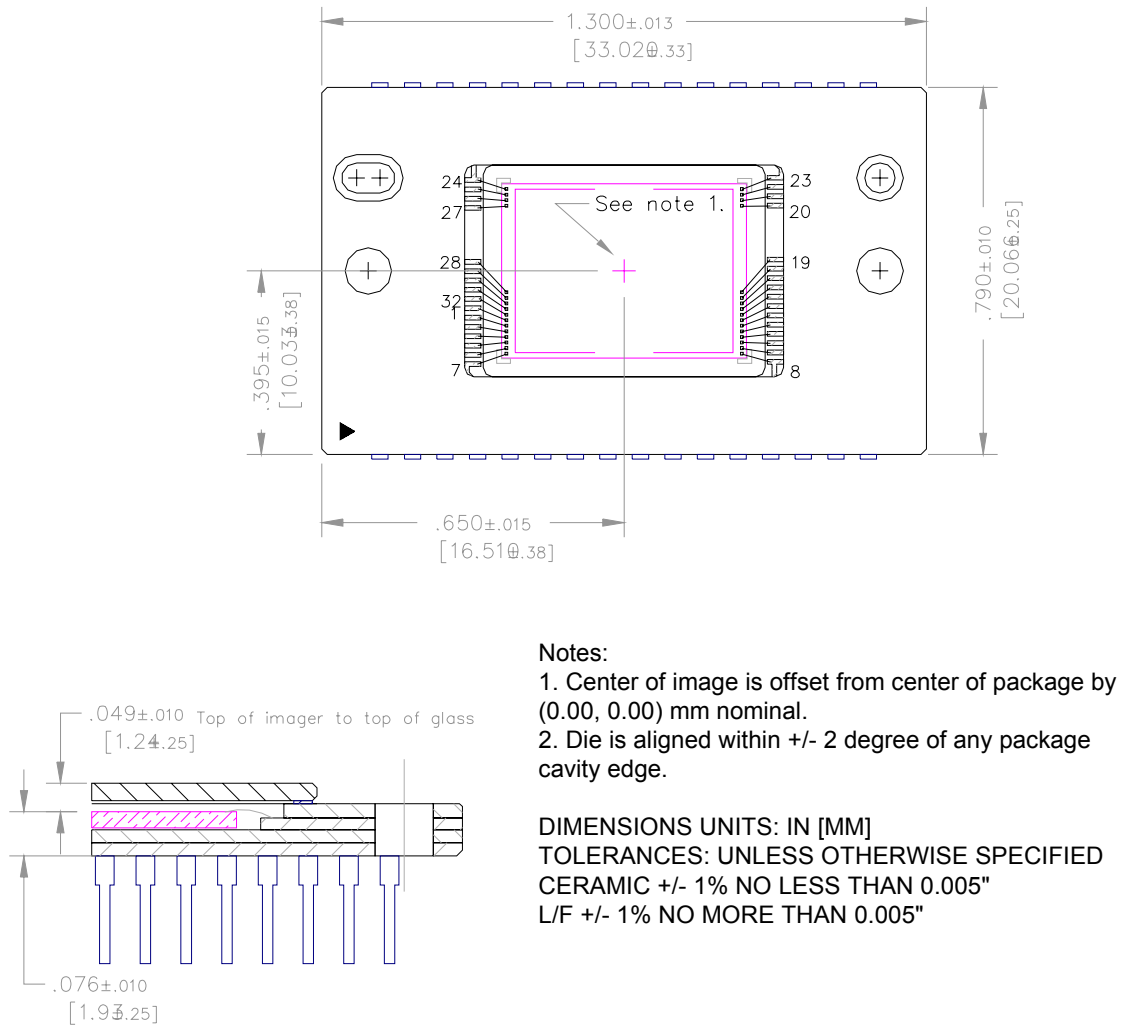 1.300±.013
[33.020±.33]
24
23
27
See note 1.
20
28
19
32
1
7
8
.395±.015
[10.033±.38]
.790±.010
[20.066±.25]
.650±.015
[16.510±.38]
Notes:
1. Center of image is offset from center of package by
(0.00, 0.00) mm nominal.
2. Die is aligned within +/- 2 degree of any package
cavity edge.
DIMENSIONS UNITS: IN [MM]
TOLERANCES: UNLESS OTHERWISE SPECIFIED
CERAMIC +/- 1% NO LESS THAN 0.005"
L/F +/- 1% NO MORE THAN 0.005"
.049±.010 Top of imager to top of glass
[1.24±.25]
.076±.010
[1.93±.25]